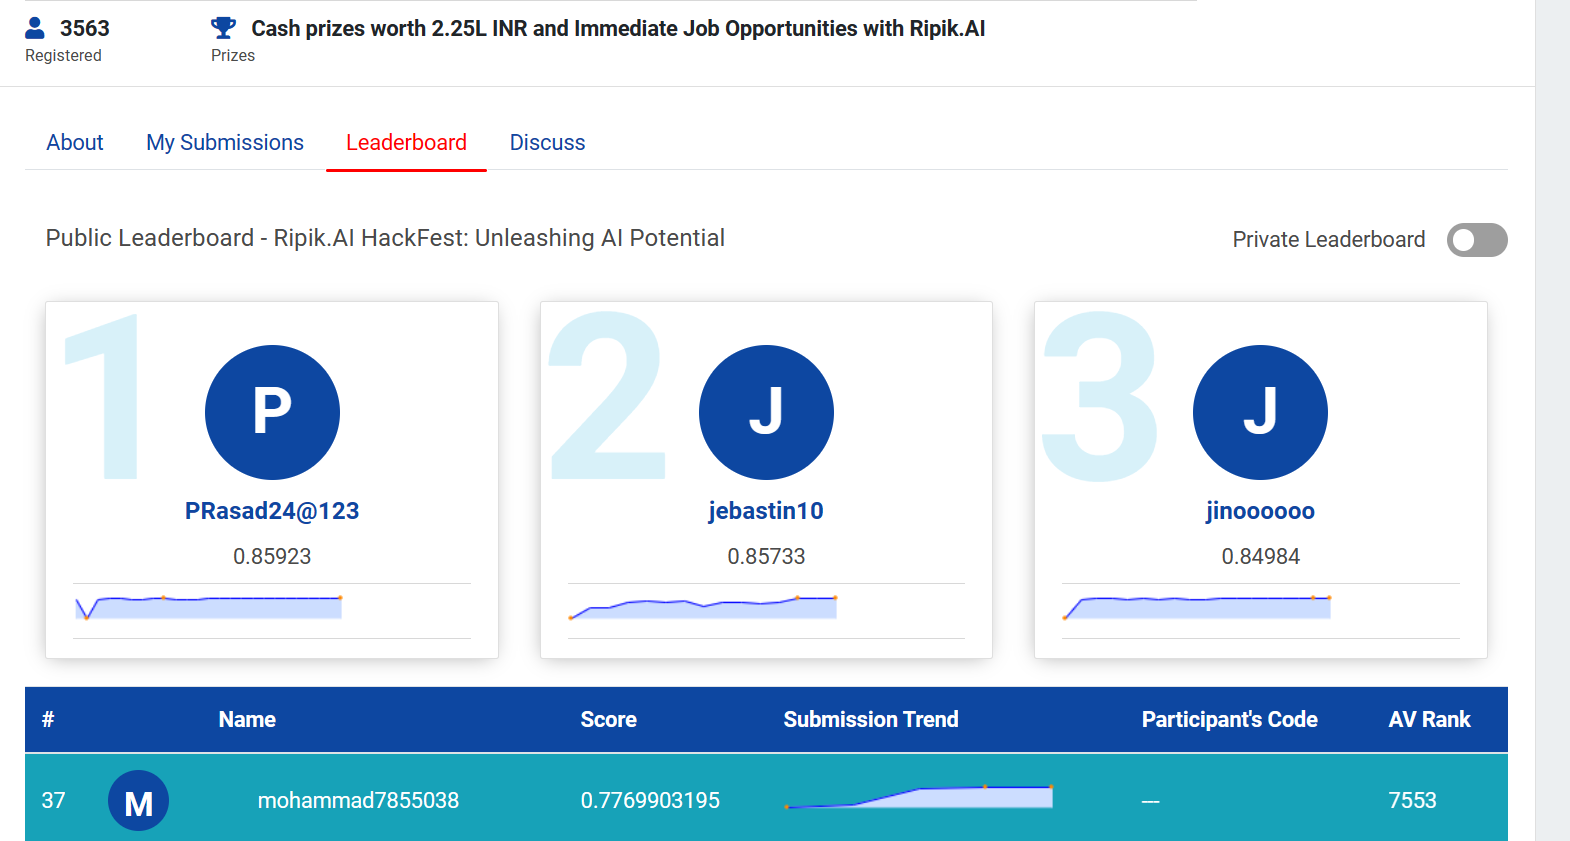 3563
Registered
Cash prizes worth 2.25L INR and Immediate Job Opportunities with Ripik.AI
Prizes
About My Submissions Leaderboard Discuss
Public Leaderboard - Ripik.AI HackFest: Unleashing AI Potential
Private Leaderboard
1
P
PRasad24@123
0.85923
2
J
jebastin10
0.85733
3
J
jinoooooo
0.84984
# Name Score Submission Trend Participant's Code AV Rank
37 M mohammad7855038 0.7769903195 — 7553